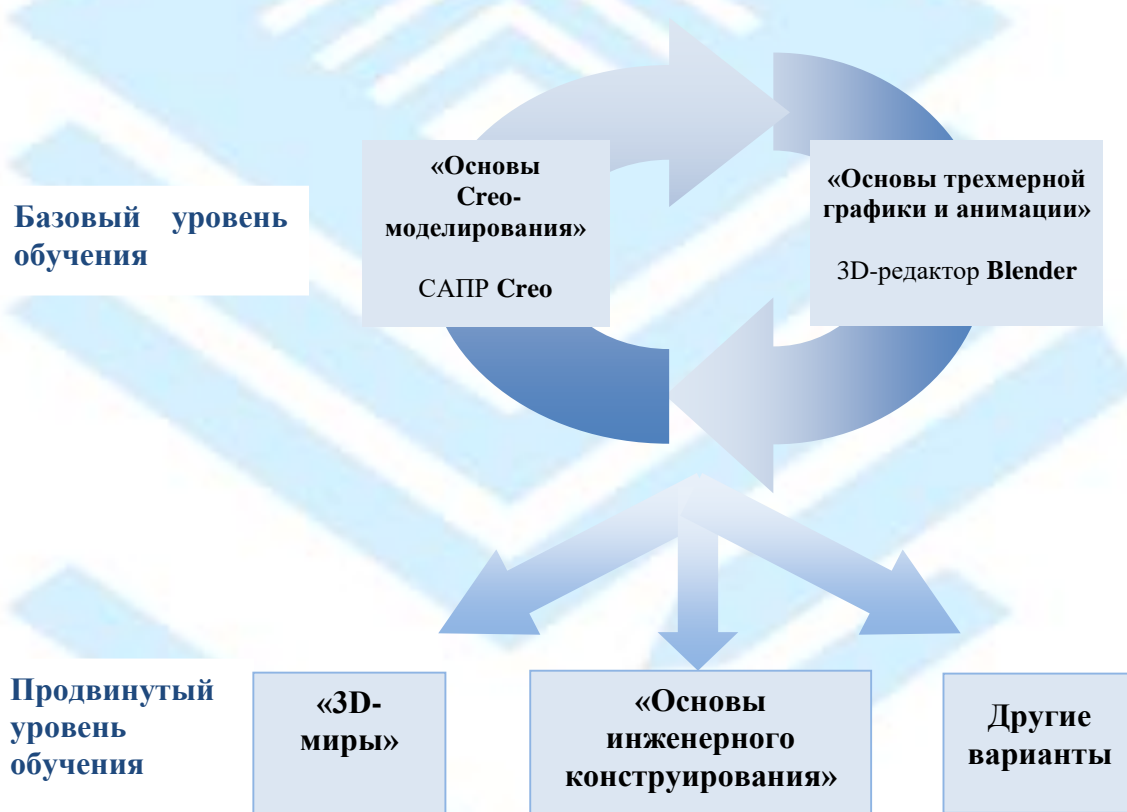 «Основы
Creo-
моделирования»
САПР Creo
«Основы трехмерной
графики и анимации»
3D-редактор Blender
Базовый уровень
обучения
Продвинутый
уровень
обучения
«3D-
миры»
«Основы
инженерного
конструирования»
Другие
варианты